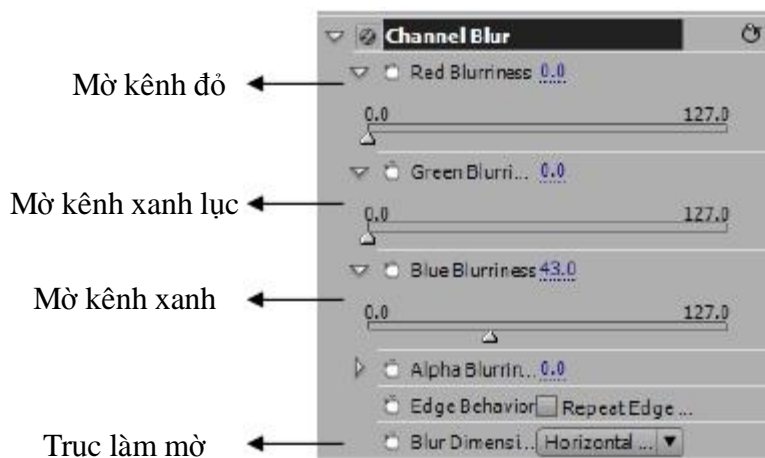 Channel Blur
Mờ kênh đỏ
Red Blurriness 0.0
0.0 127.0
Mờ kênh xanh lục
Green Blurri... 0.0
0.0 127.0
Mờ kênh xanh
Blue Blurriness 43.0
0.0 127.0
Alpha Blurrin... 0.0
Edge Behavior Repeat Edge ...
Trục làm mờ
Blur Dimensi... Horizontal ...